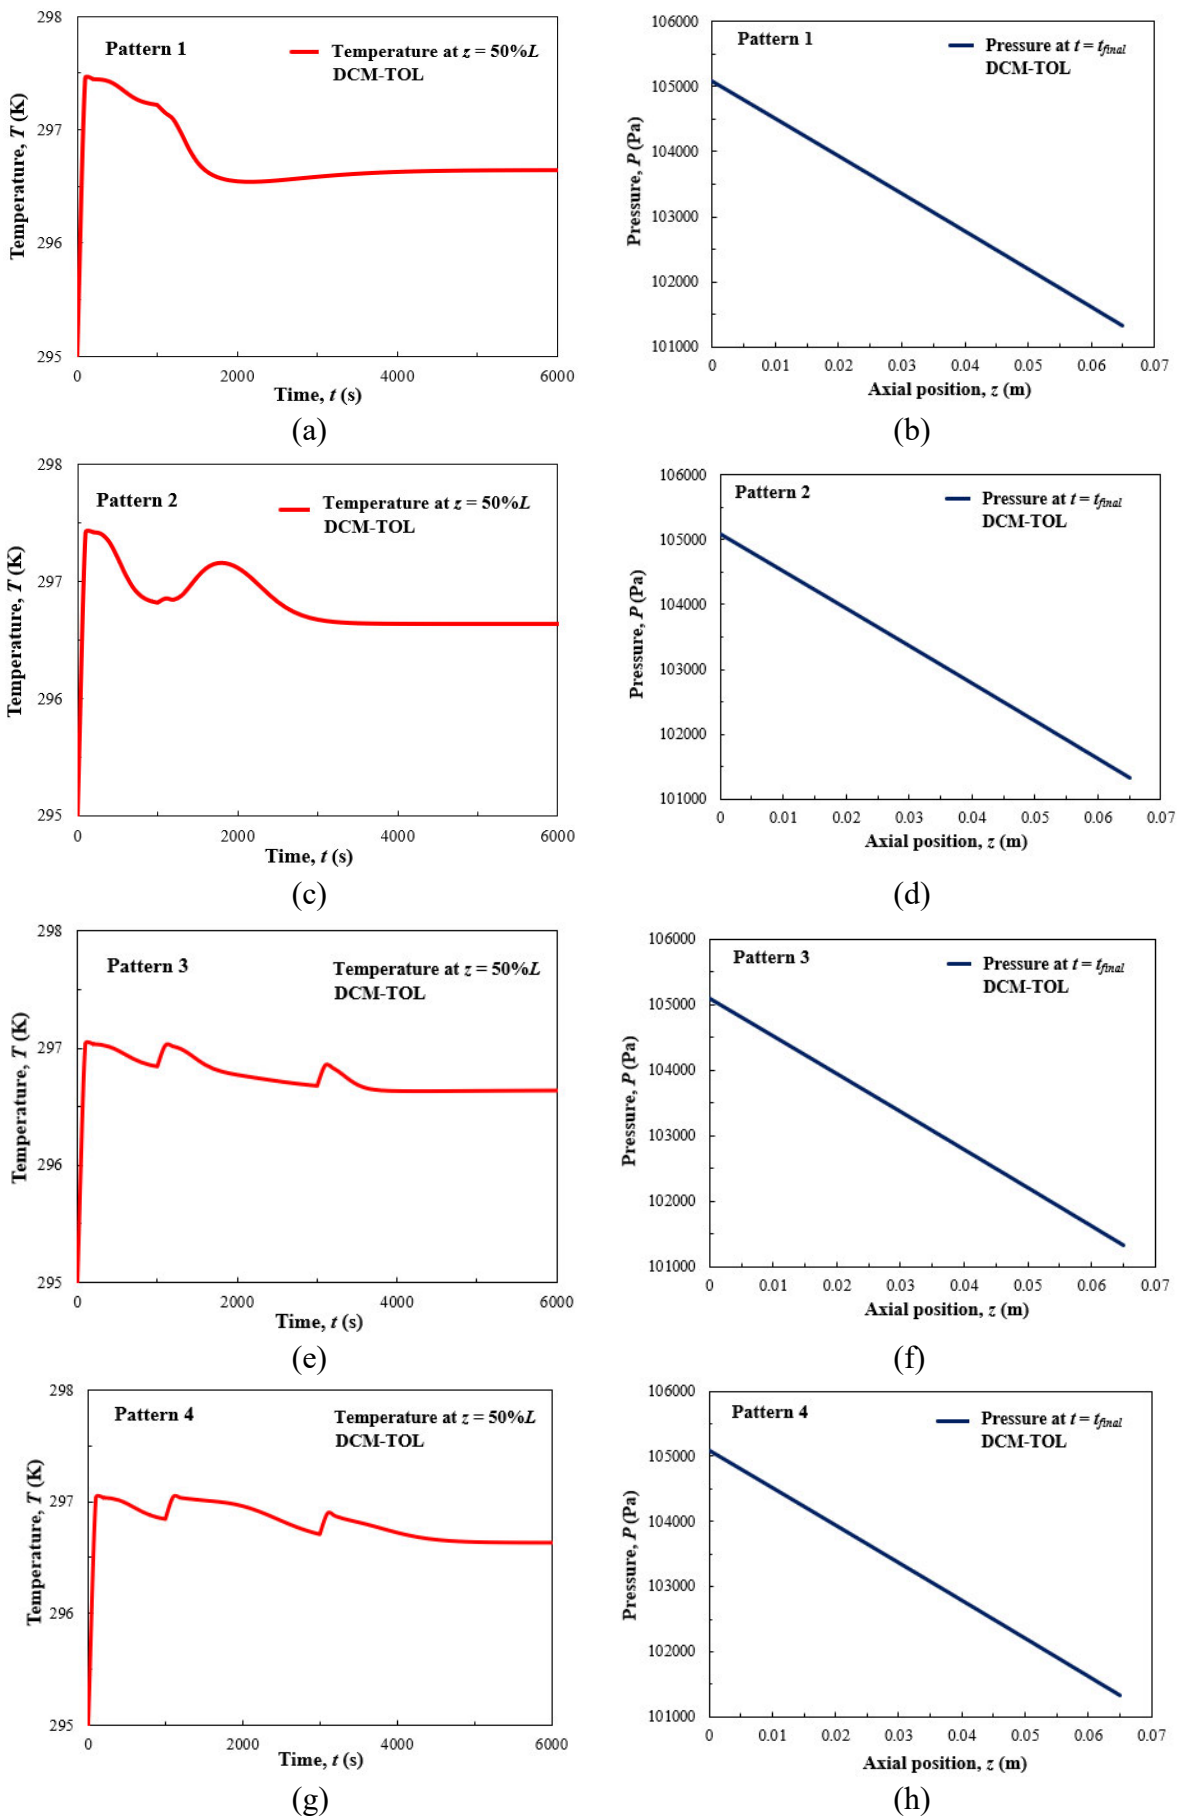 298
297
296
295
Temperature, T (K)
Pattern 1
Temperature at z = 50%L
DCM-TOL
0
2000
4000
6000
Time, t (s)
(a)
106000
105000
104000
103000
102000
101000
Pressure, P (Pa)
Pattern 1
Pressure at t = tfinal
DCM-TOL
0
0.01
0.02
0.03
0.04
0.05
0.06
0.07
Axial position, z (m)
(b)
298
297
296
295
Temperature, T (K)
Pattern 2
Temperature at z = 50%L
DCM-TOL
0
2000
4000
6000
Time, t (s)
(c)
106000
105000
104000
103000
102000
101000
Pressure, P (Pa)
Pattern 2
Pressure at t = tfinal
DCM-TOL
0
0.01
0.02
0.03
0.04
0.05
0.06
0.07
Axial position, z (m)
(d)
298
297
296
295
Temperature, T (K)
Pattern 3
Temperature at z = 50%L
DCM-TOL
0
2000
4000
6000
Time, t (s)
(e)
106000
105000
104000
103000
102000
101000
Pressure, P (Pa)
Pattern 3
Pressure at t = tfinal
DCM-TOL
0
0.01
0.02
0.03
0.04
0.05
0.06
0.07
Axial position, z (m)
(f)
298
297
296
295
Temperature, T (K)
Pattern 4
Temperature at z = 50%L
DCM-TOL
0
2000
4000
6000
Time, t (s)
(g)
106000
105000
104000
103000
102000
101000
Pressure, P (Pa)
Pattern 4
Pressure at t = tfinal
DCM-TOL
0
0.01
0.02
0.03
0.04
0.05
0.06
0.07
Axial position, z (m)
(h)